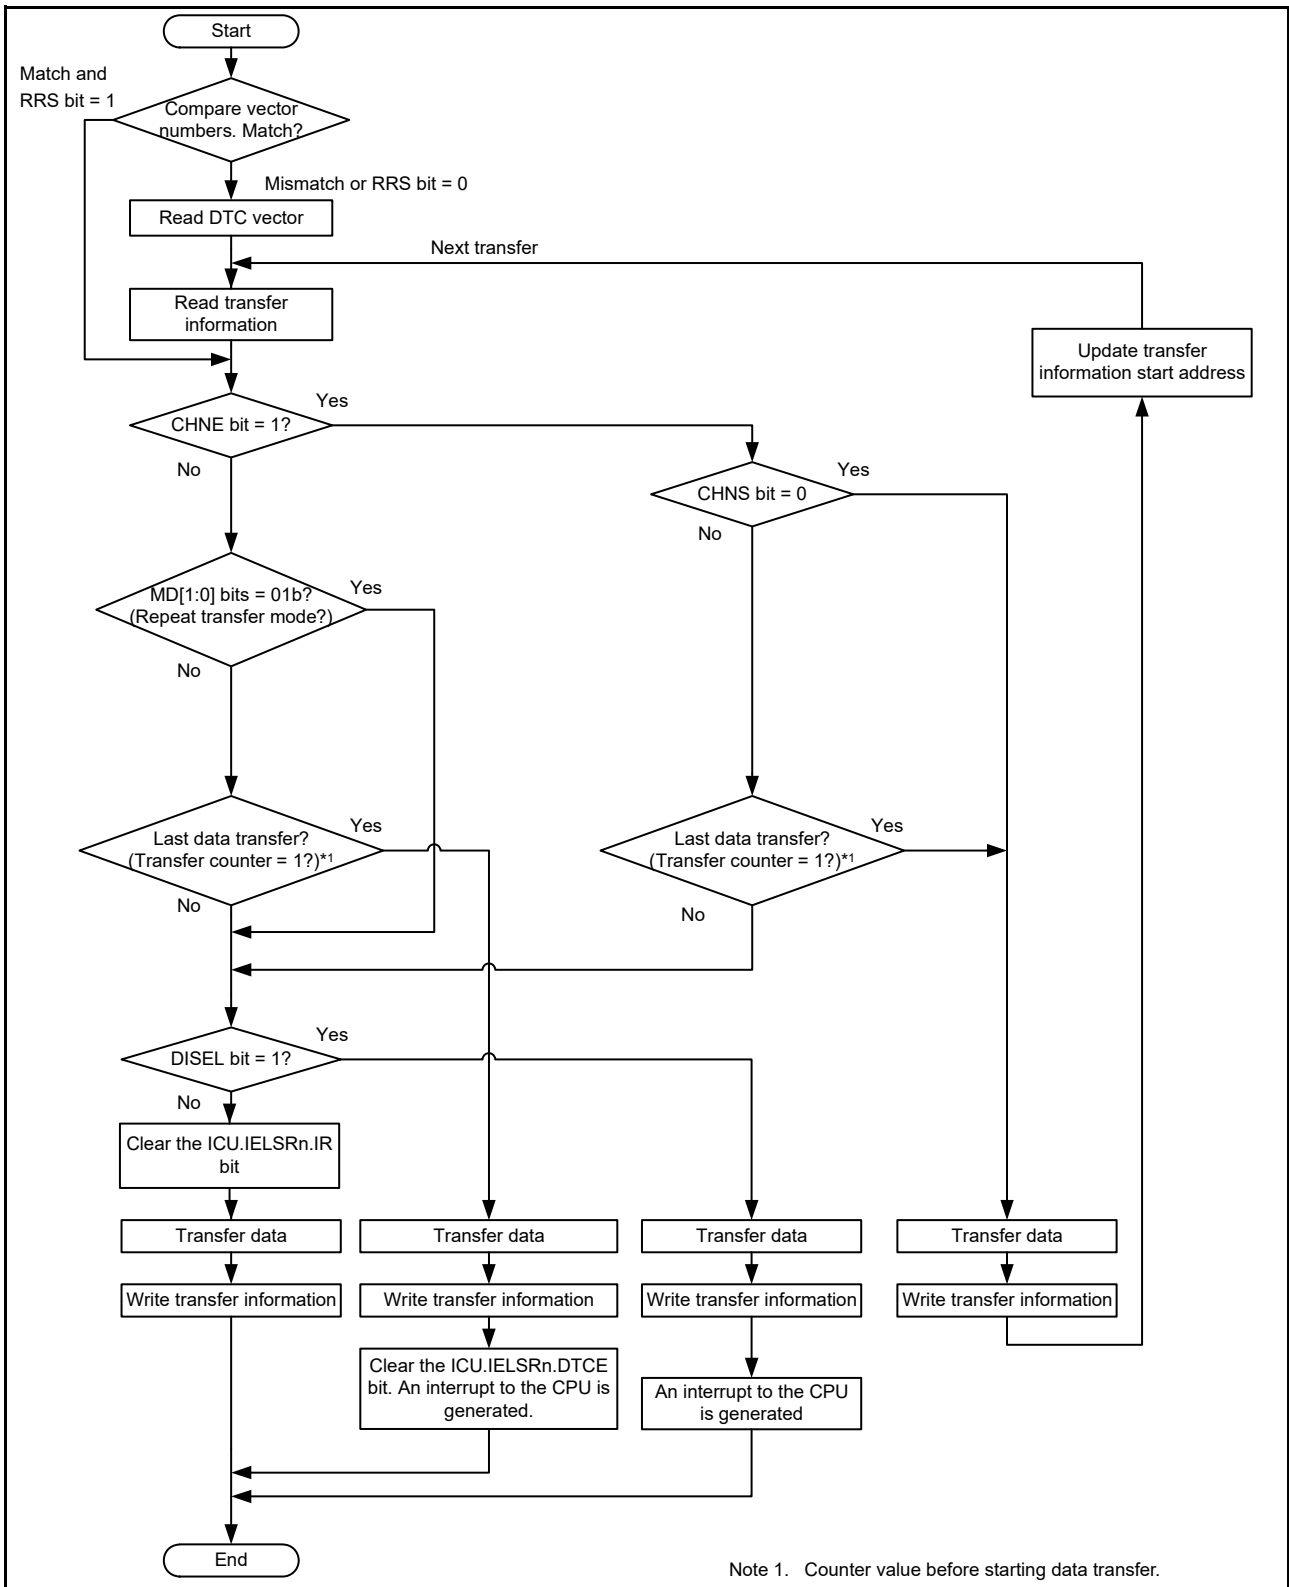 Start
Match and
RRS bit = 1
Compare vector
numbers. Match?
Mismatch or RRS bit = 0
Read DTC vector
Next transfer
Read transfer
information
Update transfer
information start address
Yes
CHNE bit = 1?
No
Yes
CHNS bit = 0
No
MD[1:0] bits = 01b?
(Repeat transfer mode?)
Yes
No
Last data transfer?
(Transfer counter = 1?)*1
Yes
No
Last data transfer?
(Transfer counter = 1?)*1
Yes
No
Yes
DISEL bit = 1?
No
Clear the ICU.IELSRn.IR
bit
Transfer data
Transfer data
Transfer data
Transfer data
Write transfer information
Write transfer information
Write transfer information
Write transfer information
Clear the ICU.IELSRn.DTCE
bit. An interrupt to the CPU is
generated.
An interrupt to the CPU
is generated
End
Note 1. Counter value before starting data transfer.